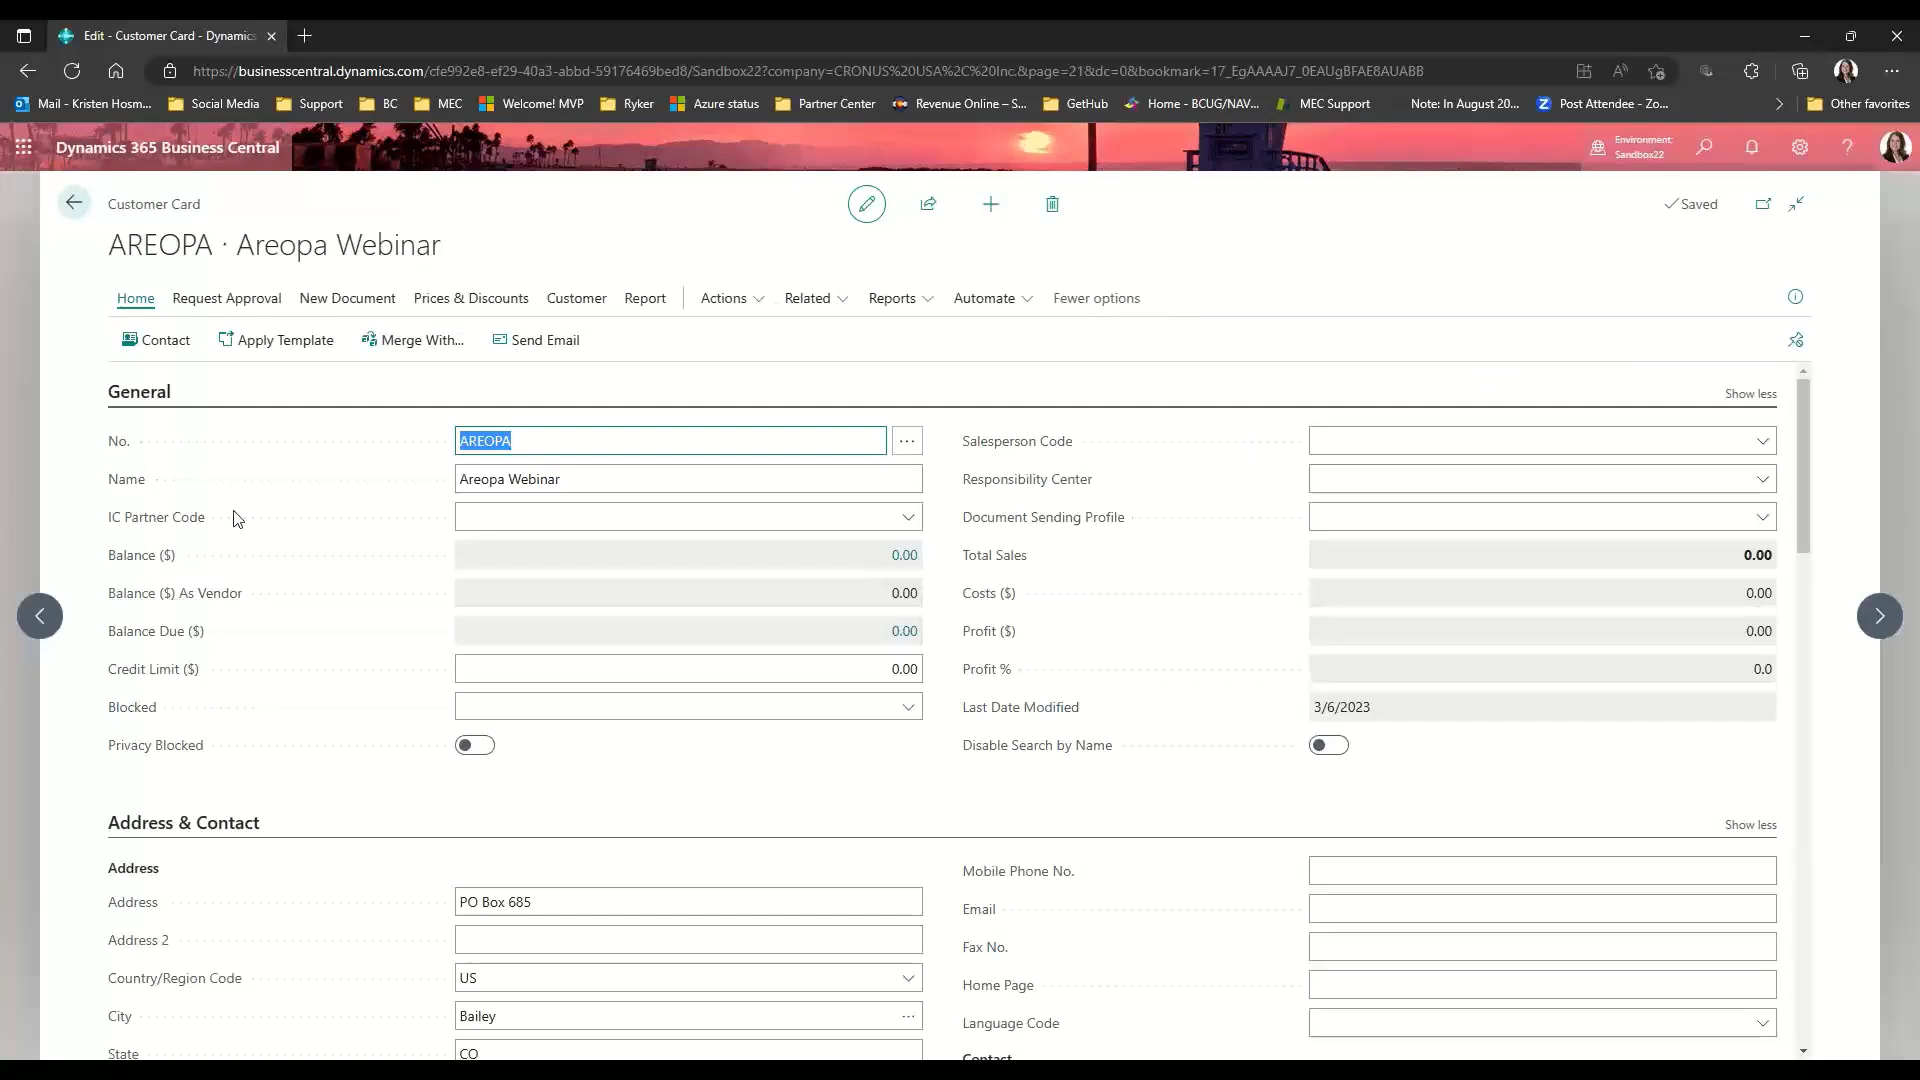 Edit - Customer Card - Dynamics
https://businesscentral.dynamics.com/cfe992e8-ef29-40a3-abbd-59176469bed8/Sandbox22?company=CRONUS%20USA%2C%20Inc.&page=21&dc=0&bookmark=17_EgAAAAJ7_0EAUgBFAE8AUABB
Mail - Kristen Hosm... Social Media Support BC MEC Welcome! MVP Ryker Azure status Partner Center Revenue Online – S... GetHub Home - BCUG/NAV... MEC Support Note: In August 20... Post Attendee - Zo... Other favorites
Dynamics 365 Business Central
Environment:
Sandbox22
Customer Card
Saved
AREOPA · Areopa Webinar
Home Request Approval New Document Prices & Discounts Customer Report Actions Related Reports Automate Fewer options
Contact Apply Template Merge With... Send Email
General Show less
No. AREOPA ... Salesperson Code
Name Areopa Webinar Responsibility Center
IC Partner Code Document Sending Profile
Balance ($) 0.00 Total Sales 0.00
Balance ($) As Vendor 0.00 Costs ($) 0.00
Balance Due ($) 0.00 Profit ($) 0.00
Credit Limit ($) 0.00 Profit % 0.0
Blocked Last Date Modified 3/6/2023
Privacy Blocked Disable Search by Name
Address & Contact Show less
Address Mobile Phone No.
Address PO Box 685 Email
Address 2 Fax No.
Country/Region Code US Home Page
City Bailey ... Language Code
State CO Contact